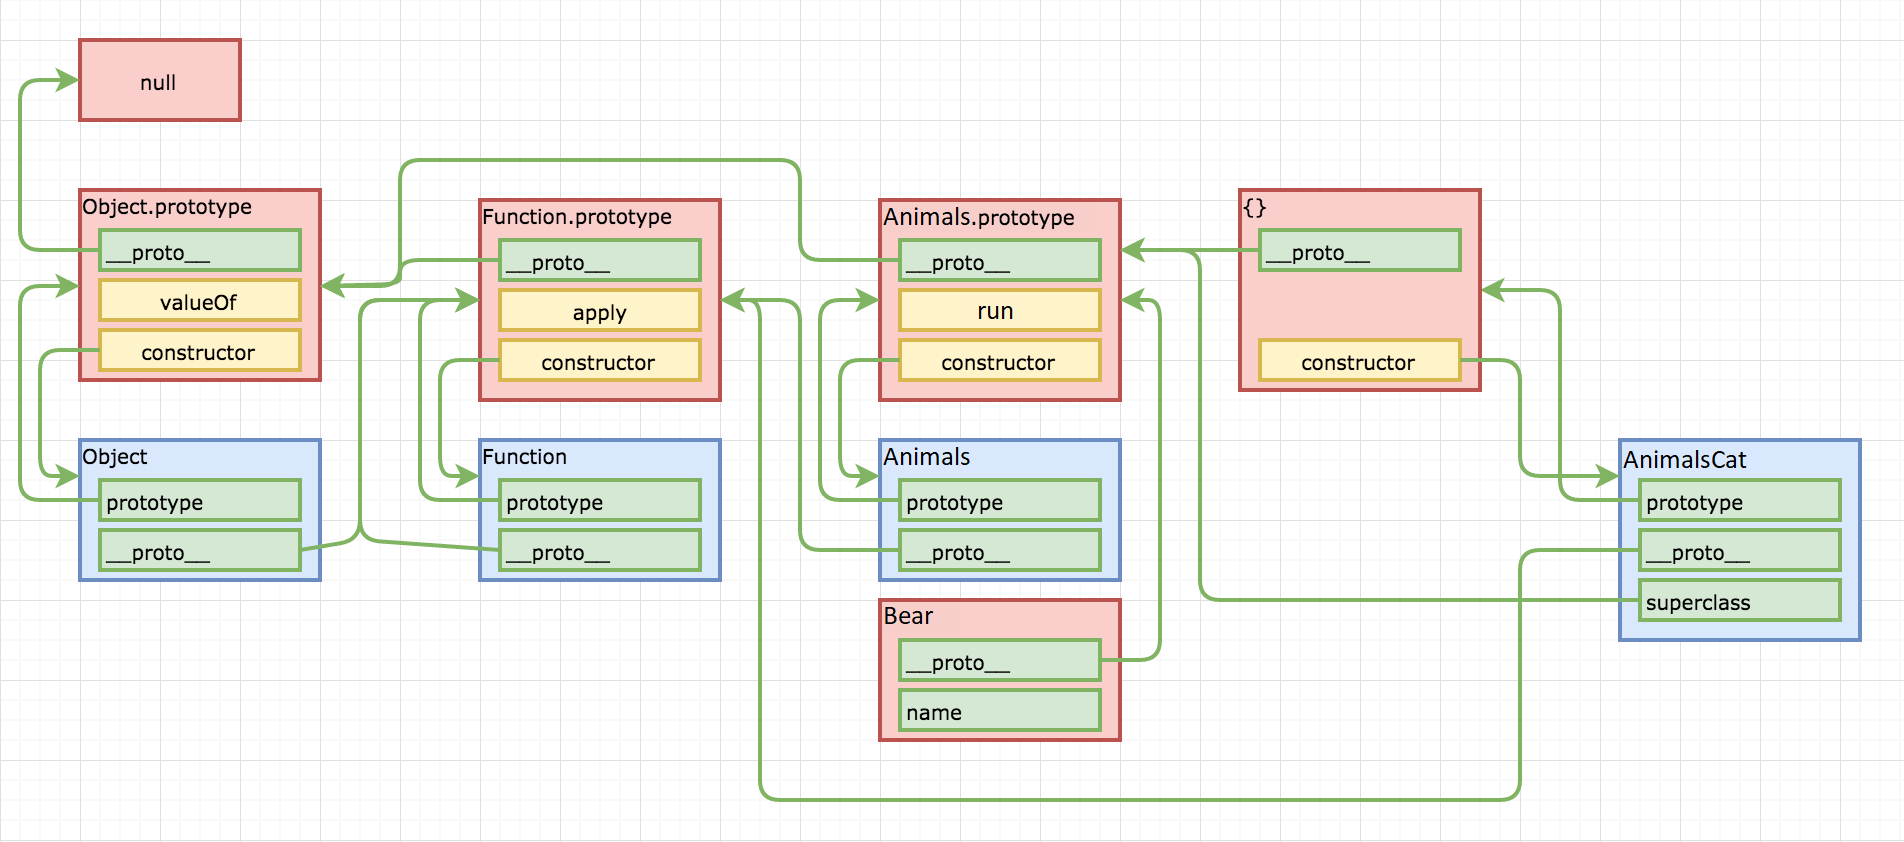 null
Object.prototype
__proto__
valueOf
constructor
Function.prototype
__proto__
apply
constructor
Animals.prototype
__proto__
run
constructor
{}
__proto__
constructor
Object
prototype
__proto__
Function
prototype
__proto__
Animals
prototype
__proto__
AnimalsCat
prototype
__proto__
superclass
Bear
__proto__
name